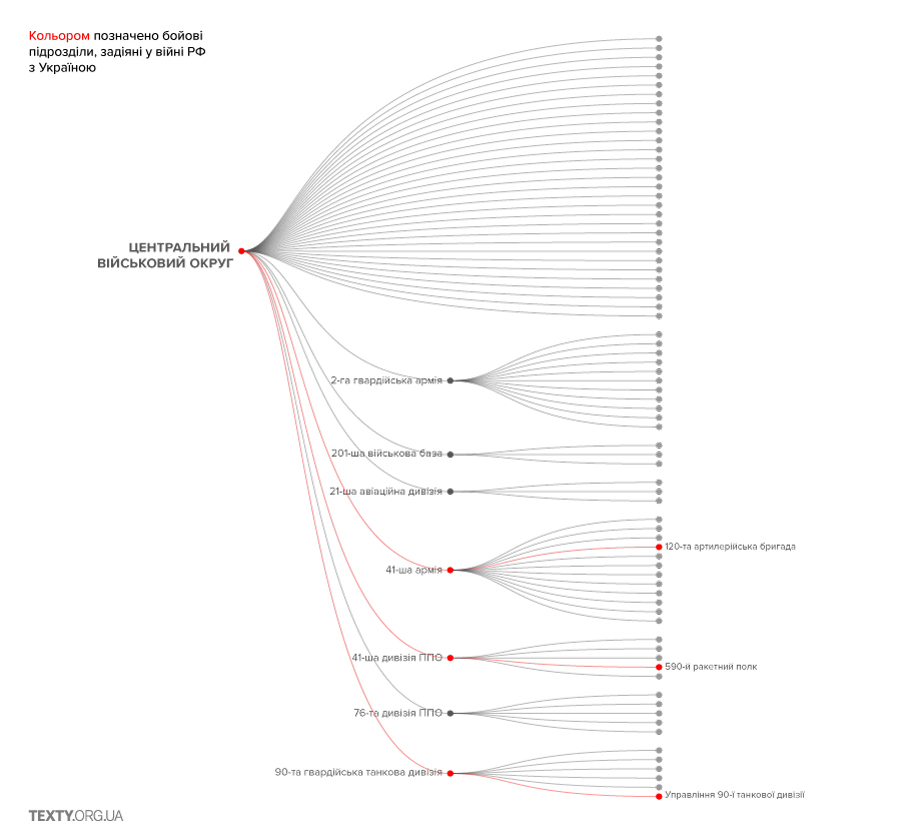 Кольором позначено бойові
підрозділи, задіяні у війні РФ
з Україною
ЦЕНТРАЛЬНИЙ
ВІЙСЬКОВИЙ ОКРУГ
2-га гвардійська армія
201-ша військова база
21-ша авіаційна дивізія
41-ша армія
120-та артилерійська бригада
41-ша дивізія ППО
590-й ракетний полк
76-та дивізія ППО
90-та гвардійська танкова дивізія
Управління 90-ї танкової дивізії
TEXTY.ORG.UA